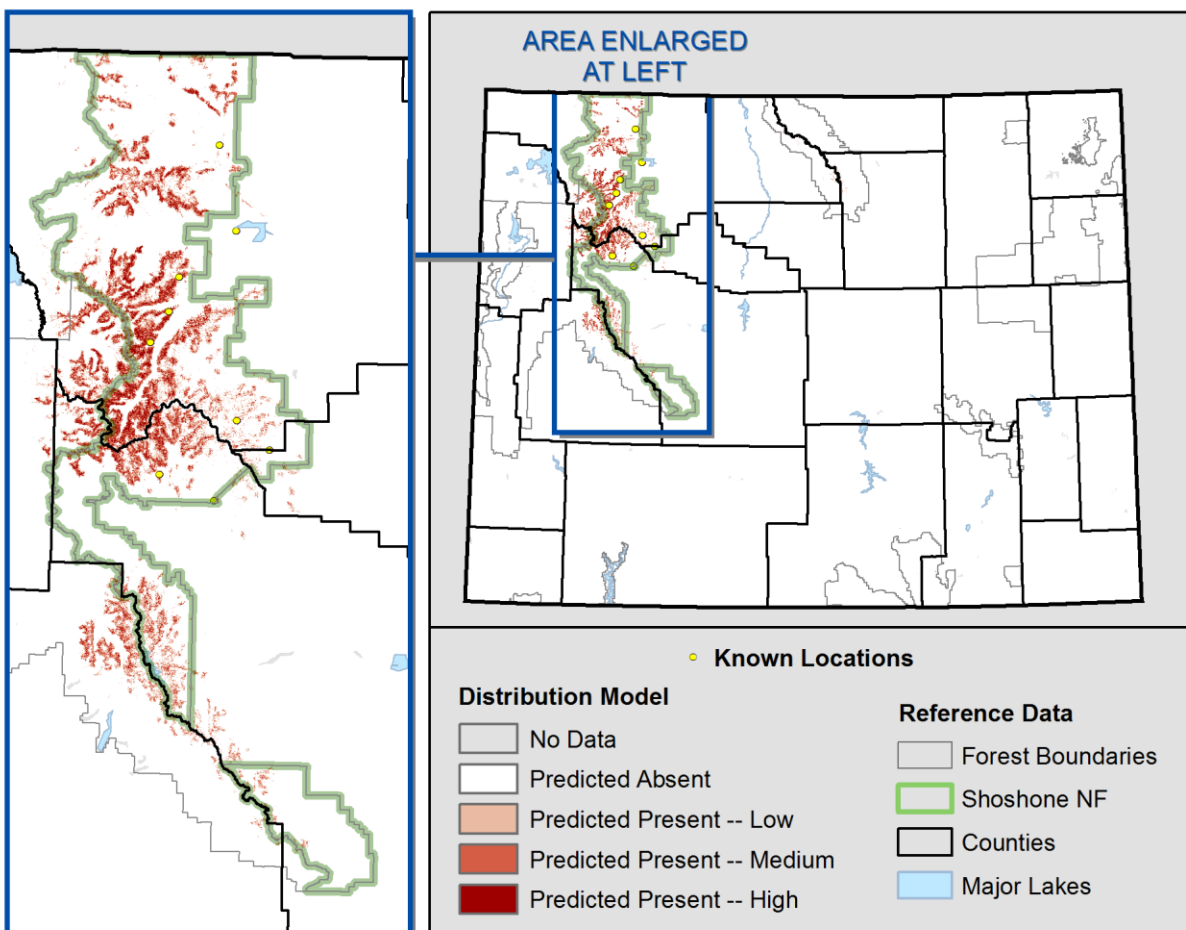 AREA ENLARGED
AT LEFT
Known Locations
Distribution Model
No Data
Predicted Absent
Predicted Present -- Low
Predicted Present -- Medium
Predicted Present -- High
Reference Data
Forest Boundaries
Shoshone NF
Counties
Major Lakes